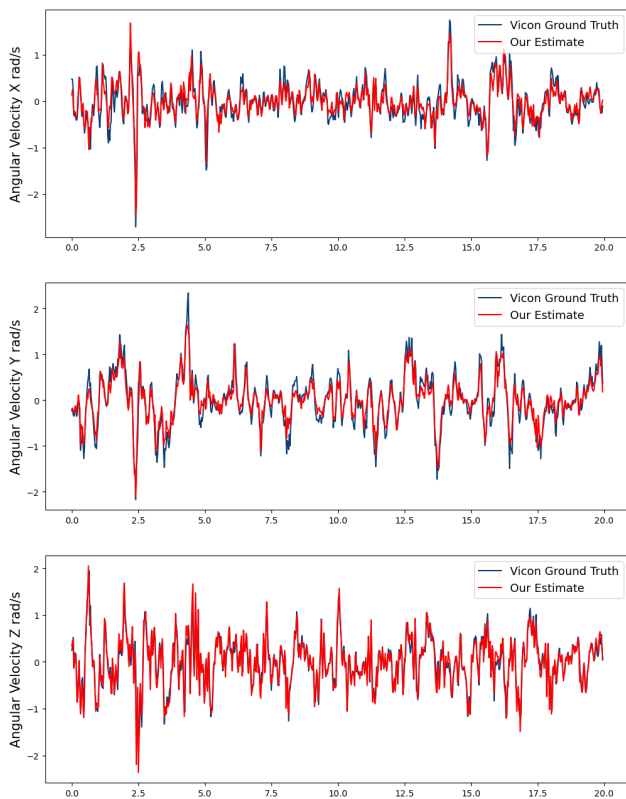 Angular Velocity X rad/s
Vicon Ground Truth
Our Estimate
1
0
−1
−2
0.0 2.5 5.0 7.5 10.0 12.5 15.0 17.5 20.0
Angular Velocity Y rad/s
Vicon Ground Truth
Our Estimate
2
1
0
−1
−2
0.0 2.5 5.0 7.5 10.0 12.5 15.0 17.5 20.0
Angular Velocity Z rad/s
Vicon Ground Truth
Our Estimate
2
1
0
−1
−2
0.0 2.5 5.0 7.5 10.0 12.5 15.0 17.5 20.0